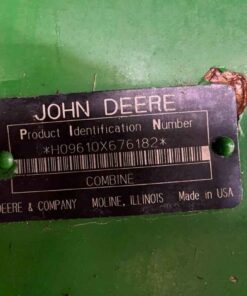 JOHN DEERE
Product Identification Number
*H09610X676182*
COMBINE
DEERE & COMPANY MOLINE, ILLINOIS Made in USA